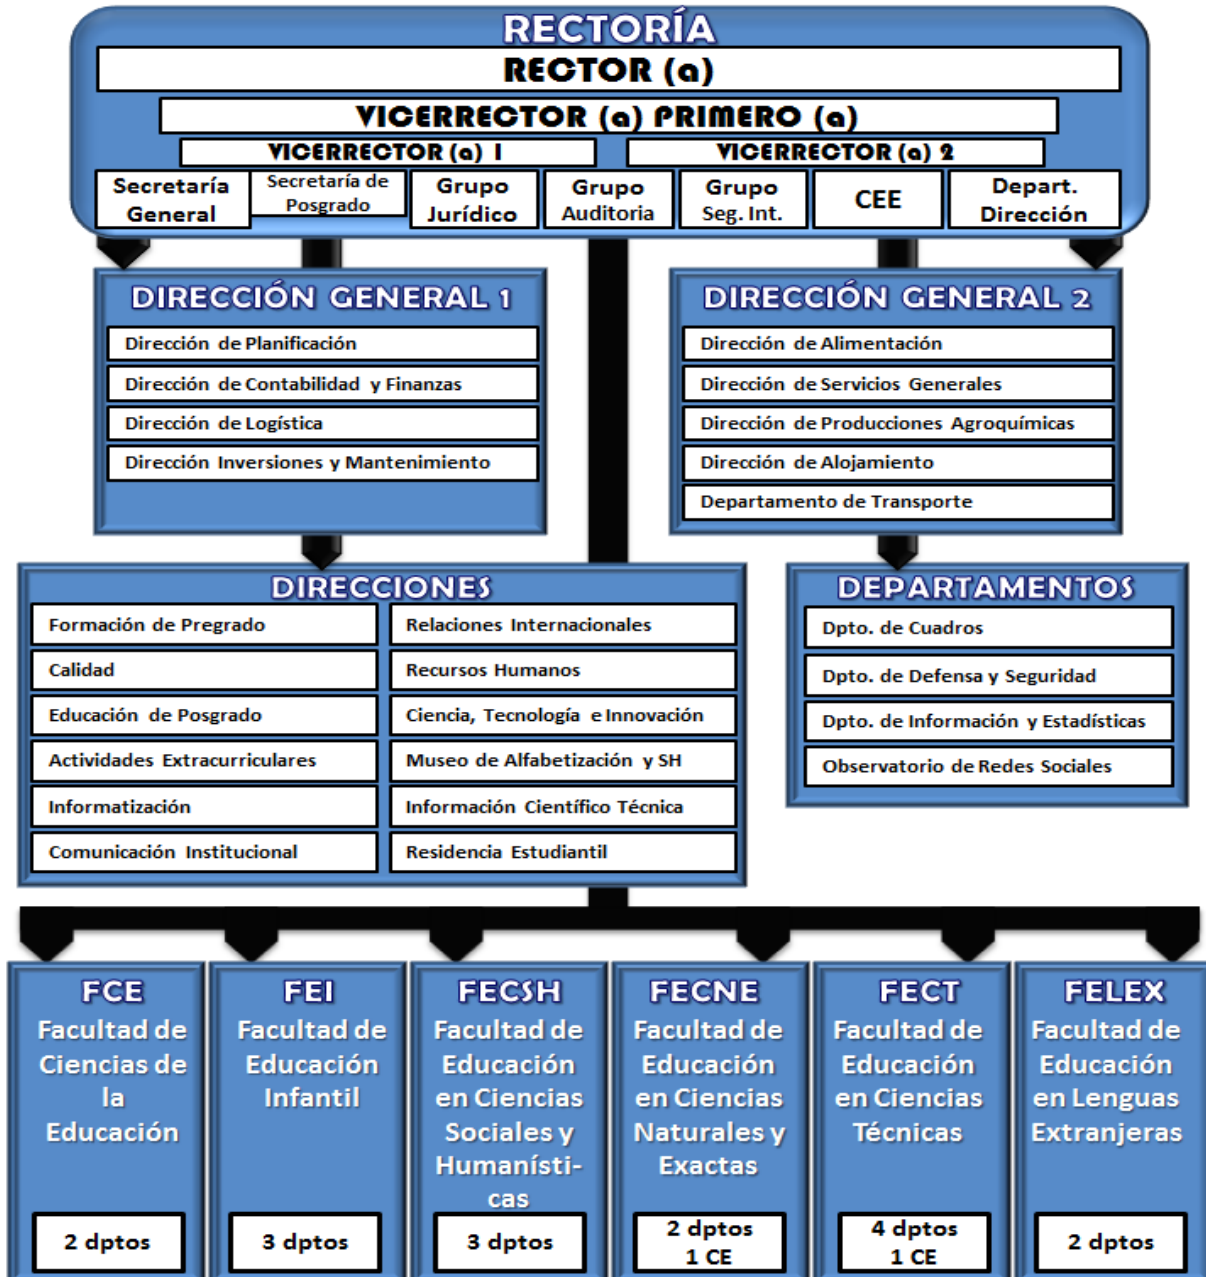 RECTORÍA
RECTOR (a)
VICERRECTOR (a) PRIMERO (a)
VICERRECTOR (a) 1
VICERRECTOR (a) 2
Secretaría
General
Secretaría de
Posgrado
Grupo
Jurídico
Grupo
Auditoria
Grupo
Seg. Int.
CEE
Depart.
Dirección
DIRECCIÓN GENERAL 1
Dirección de Planificación
Dirección de Contabilidad y Finanzas
Dirección de Logística
Dirección Inversiones y Mantenimiento
DIRECCIÓN GENERAL 2
Dirección de Alimentación
Dirección de Servicios Generales
Dirección de Producciones Agroquímicas
Dirección de Alojamiento
Departamento de Transporte
DIRECCIONES
Formación de Pregrado
Calidad
Educación de Posgrado
Actividades Extracurriculares
Informatización
Comunicación Institucional
Relaciones Internacionales
Recursos Humanos
Ciencia, Tecnología e Innovación
Museo de Alfabetización y SH
Información Científico Técnica
Residencia Estudiantil
DEPARTAMENTOS
Dpto. de Cuadros
Dpto. de Defensa y Seguridad
Dpto. de Información y Estadísticas
Observatorio de Redes Sociales
FCE
Facultad de
Ciencias de
la
Educación
2 dptos
FEI
Facultad de
Educación
Infantil
3 dptos
FECSH
Facultad de
Educación
en Ciencias
Sociales y
Humanísti-
cas
3 dptos
FECNE
Facultad de
Educación
en Ciencias
Naturales y
Exactas
2 dptos
1 CE
FECT
Facultad de
Educación
en Ciencias
Técnicas
4 dptos
1 CE
FELEX
Facultad de
Educación
en Lenguas
Extranjeras
2 dptos